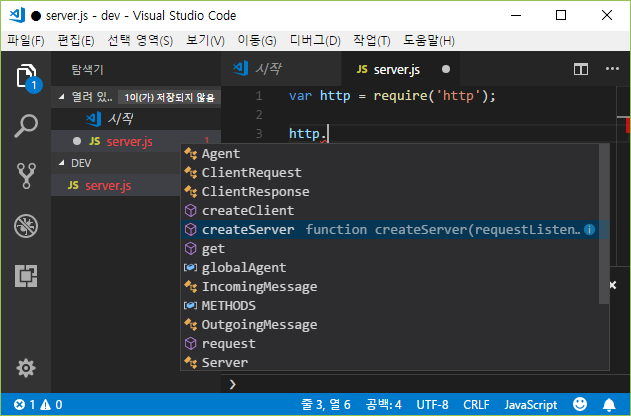 server.js - dev - Visual Studio Code
파일(F) 편집(E) 선택 영역(S) 보기(V) 이동(G) 디버그(D) 작업(T) 도움말(H)
탐색기
시작
JS server.js
1
열려 있.. 1이(가) 저장되지 않음
시작
JS server.js 1
DEV
JS server.js
1 var http = require('http');
2
3 http.
Agent
ClientRequest
ClientResponse
createClient
createServer function createServer(requestListen…
get
globalAgent
IncomingMessage
METHODS
OutgoingMessage
request
Server
1 0 줄 3, 열 6 공백: 4 UTF-8 CRLF JavaScript